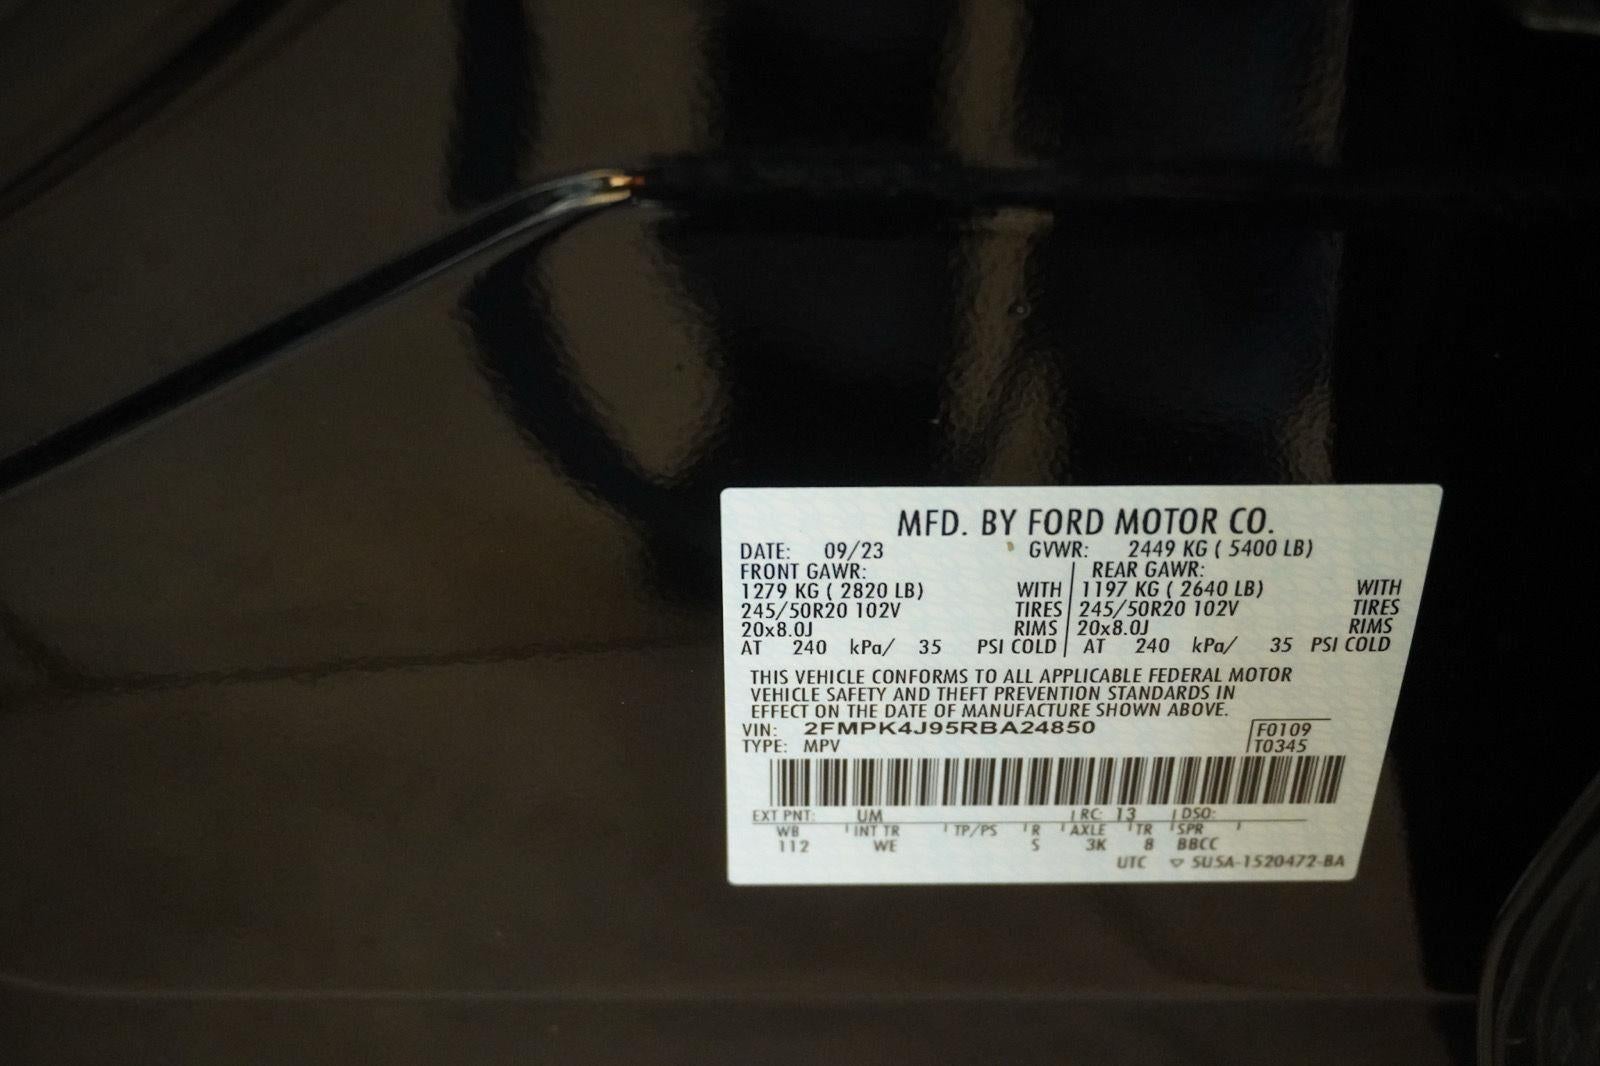 MFD. BY FORD MOTOR CO.
DATE: 09/23 GVWR: 2449 KG ( 5400 LB)
FRONT GAWR: REAR GAWR:
1279 KG ( 2820 LB) WITH 1197 KG ( 2640 LB) WITH
245/50R20 102V TIRES 245/50R20 102V TIRES
20x8.0J RIMS 20x8.0J RIMS
AT 240 kPa/ 35 PSI COLD AT 240 kPa/ 35 PSI COLD
THIS VEHICLE CONFORMS TO ALL APPLICABLE FEDERAL MOTOR
VEHICLE SAFETY AND THEFT PREVENTION STANDARDS IN
EFFECT ON THE DATE OF MANUFACTURE SHOWN ABOVE.
VIN: 2FMPK4J95RBA24850 F0109
TYPE: MPV T0345
EXT PNT: UM RC: 13 DSO:
WB INT TR TP/PS R AXLE TR SPR
112 WE S 3K 8 BBCC
UTC ▽ SU5A-1520472-BA